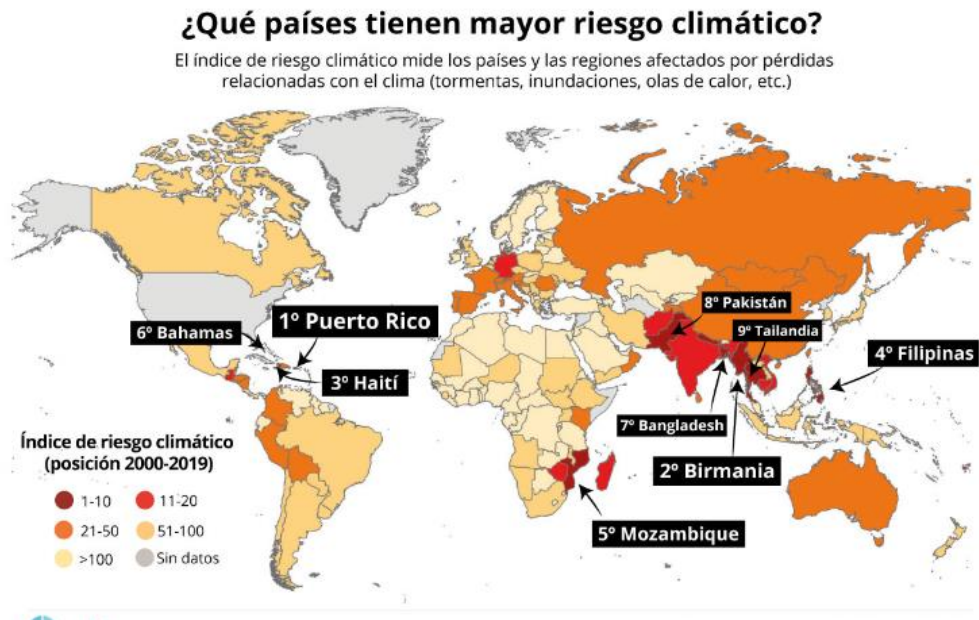 ¿Qué países tienen mayor riesgo climático?
El índice de riesgo climático mide los países y las regiones afectados por pérdidas
relacionadas con el clima (tormentas, inundaciones, olas de calor, etc.)
8º Pakistán
1º Puerto Rico
6º Bahamas
9º Tailandia
4º Filipinas
3º Haití
7º Bangladesh
Índice de riesgo climático
(posición 2000-2019)
2º Birmania
1-10
11-20
21-50
51-100
5º Mozambique
>100
Sin datos